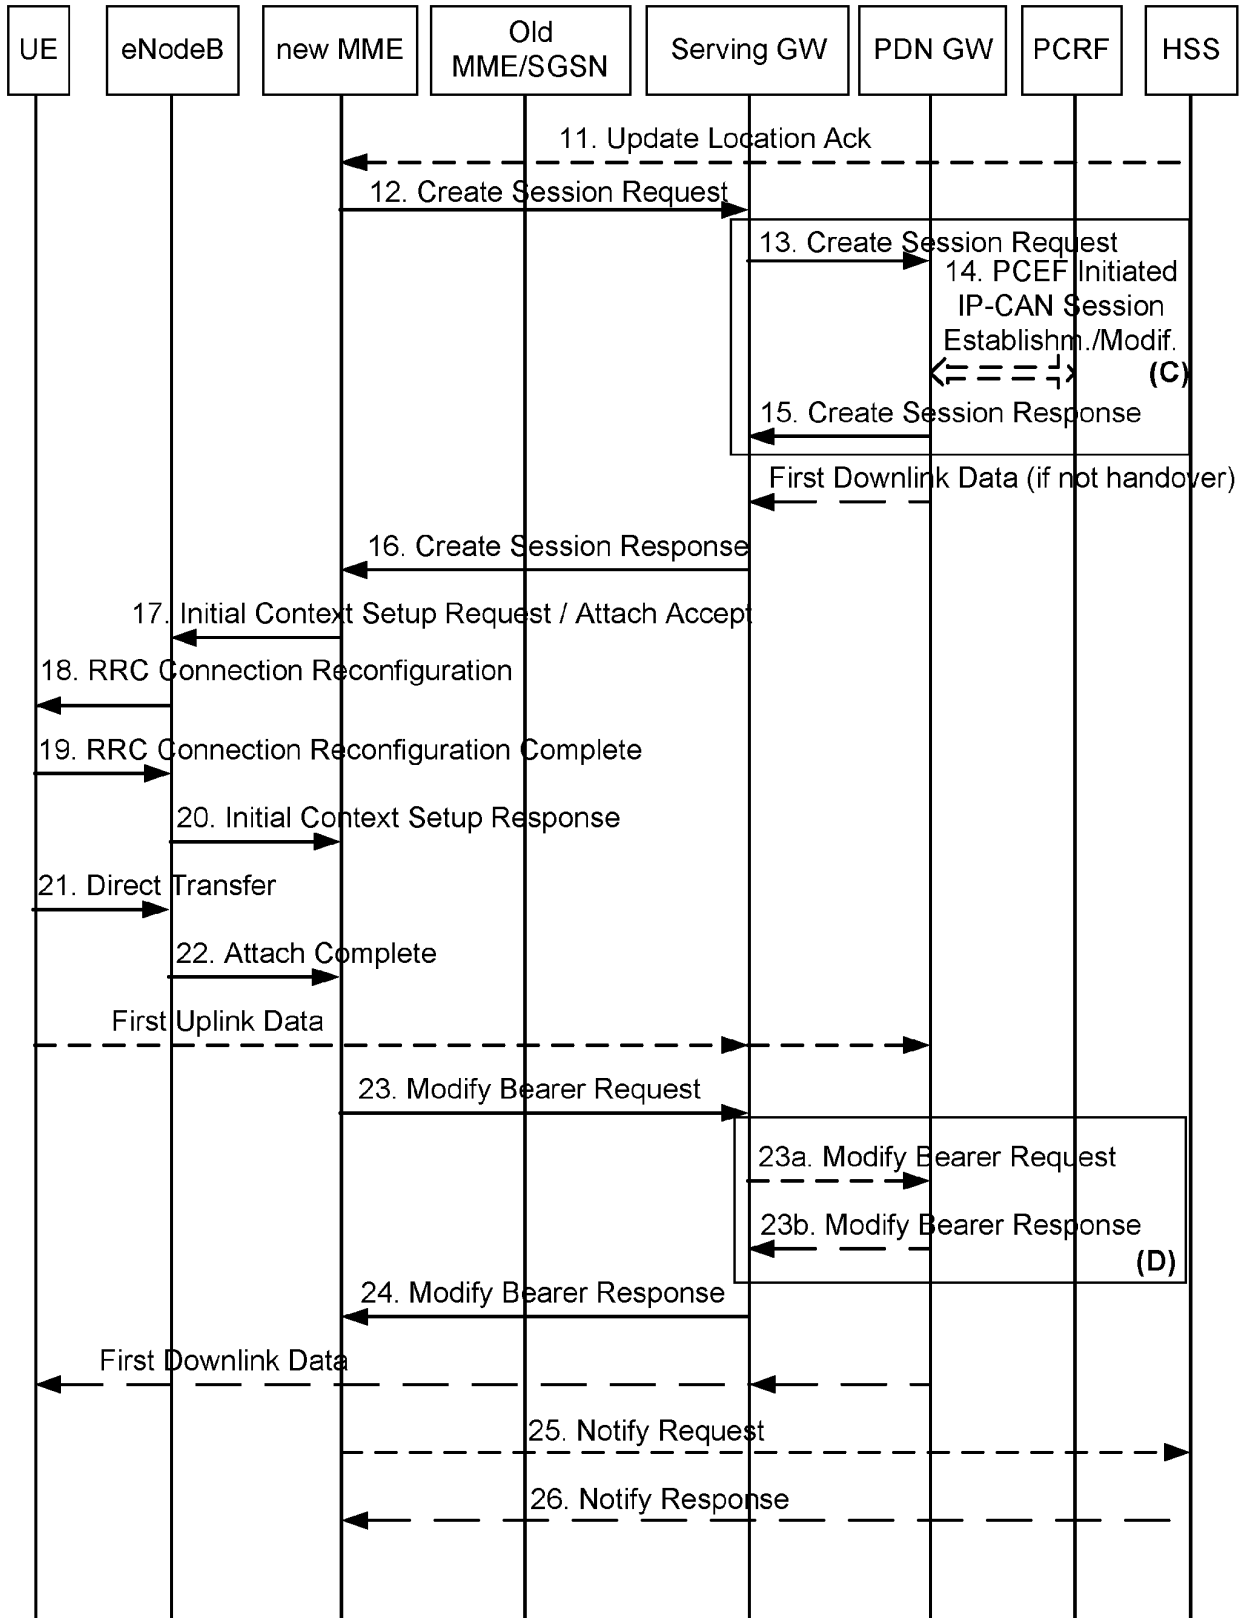 UE
eNodeB
new MME
Old
MME/SGSN
Serving GW
PDN GW
PCRF
HSS
11. Update Location Ack
12. Create Session Request
13. Create Session Request
14. PCEF Initiated
IP-CAN Session
Establishm./Modif.
(C)
15. Create Session Response
First Downlink Data (if not handover)
16. Create Session Response
17. Initial Context Setup Request / Attach Accept
18. RRC Connection Reconfiguration
19. RRC Connection Reconfiguration Complete
20. Initial Context Setup Response
21. Direct Transfer
22. Attach Complete
First Uplink Data
23. Modify Bearer Request
23a. Modify Bearer Request
23b. Modify Bearer Response
(D)
24. Modify Bearer Response
First Downlink Data
25. Notify Request
26. Notify Response